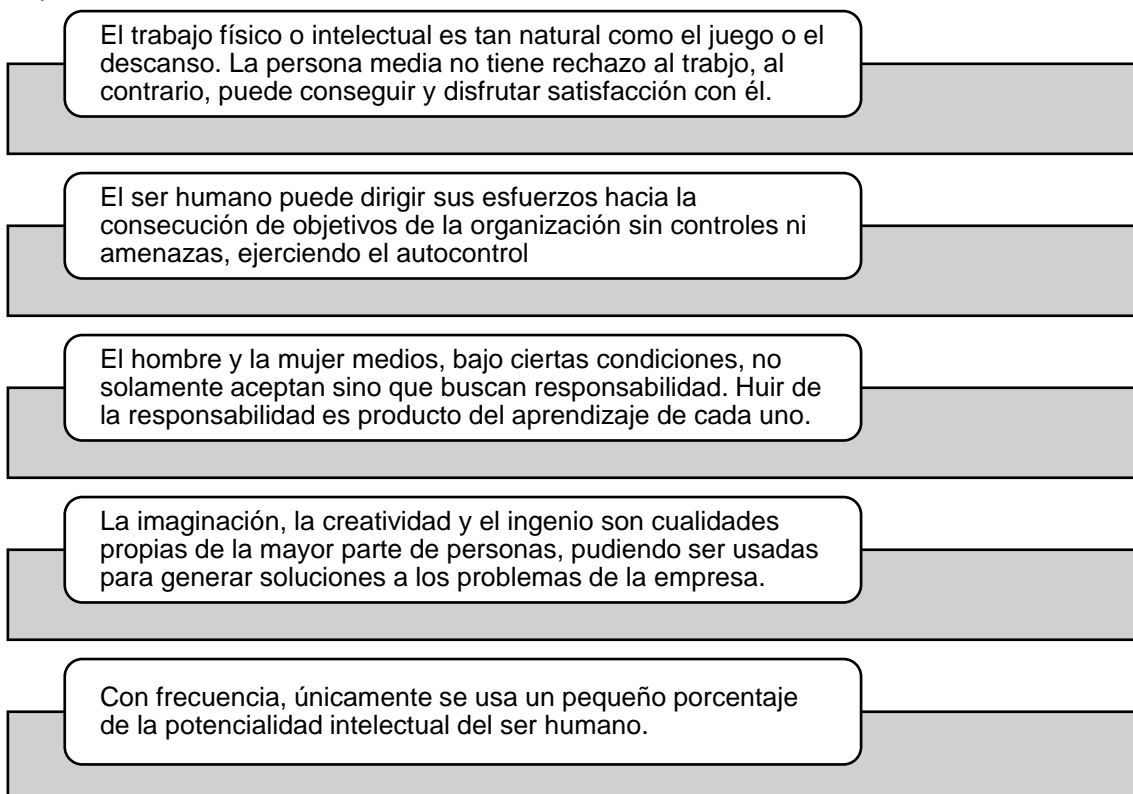 El trabajo físico o intelectual es tan natural como el juego o el
descanso. La persona media no tiene rechazo al trabjo, al
contrario, puede conseguir y disfrutar satisfacción con él.
El ser humano puede dirigir sus esfuerzos hacia la
consecución de objetivos de la organización sin controles ni
amenazas, ejerciendo el autocontrol
El hombre y la mujer medios, bajo ciertas condiciones, no
solamente aceptan sino que buscan responsabilidad. Huir de
la responsabilidad es producto del aprendizaje de cada uno.
La imaginación, la creatividad y el ingenio son cualidades
propias de la mayor parte de personas, pudiendo ser usadas
para generar soluciones a los problemas de la empresa.
Con frecuencia, únicamente se usa un pequeño porcentaje
de la potencialidad intelectual del ser humano.